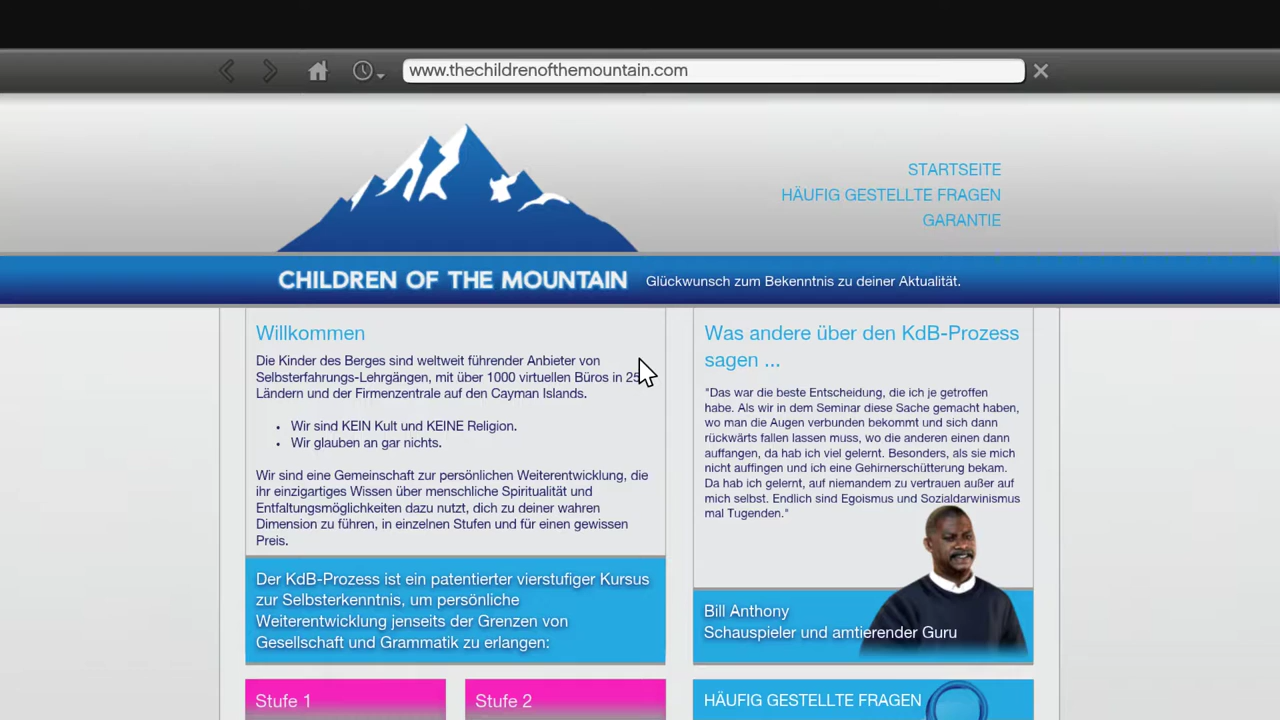 www.thechildrenofthemountain.com
STARTSEITE
HÄUFIG GESTELLTE FRAGEN
GARANTIE
CHILDREN OF THE MOUNTAIN
Glückwunsch zum Bekenntnis zu deiner Aktualität.
Willkommen
Die Kinder des Berges sind weltweit führender Anbieter von
Selbsterfahrungs-Lehrgängen, mit über 1000 virtuellen Büros in
Ländern und der Firmenzentrale auf den Cayman Islands.
• Wir sind KEIN Kult und KEINE Religion.
• Wir glauben an gar nichts.
Wir sind eine Gemeinschaft zur persönlichen Weiterentwicklung, die
ihr einzigartiges Wissen über menschliche Spiritualität und
Entfaltungsmöglichkeiten dazu nutzt, dich zu deiner wahren
Dimension zu führen, in einzelnen Stufen und für einen gewissen
Preis.
Der KdB-Prozess ist ein patentierter vierstufiger Kursus
zur Selbsterkenntnis, um persönliche
Weiterentwicklung jenseits der Grenzen von
Gesellschaft und Grammatik zu erlangen:
Stufe 1
Stufe 2
Was andere über den KdB-Prozess
sagen ...
"Das war die beste Entscheidung, die ich je getroffen
habe. Als wir in dem Seminar diese Sache gemacht haben,
wo man die Augen verbunden bekommt und sich dann
rückwärts fallen lassen muss, wo die anderen einen dann
auffangen, da hab ich viel gelernt. Besonders, als sie mich
nicht auffingen und ich eine Gehirnerschütterung bekam.
Da hab ich gelernt, auf niemandem zu vertrauen außer auf
mich selbst. Endlich sind Egoismus und Sozialdarwinismus
mal Tugenden."
Bill Anthony
Schauspieler und amtierender Guru
HÄUFIG GESTELLTE FRAGEN